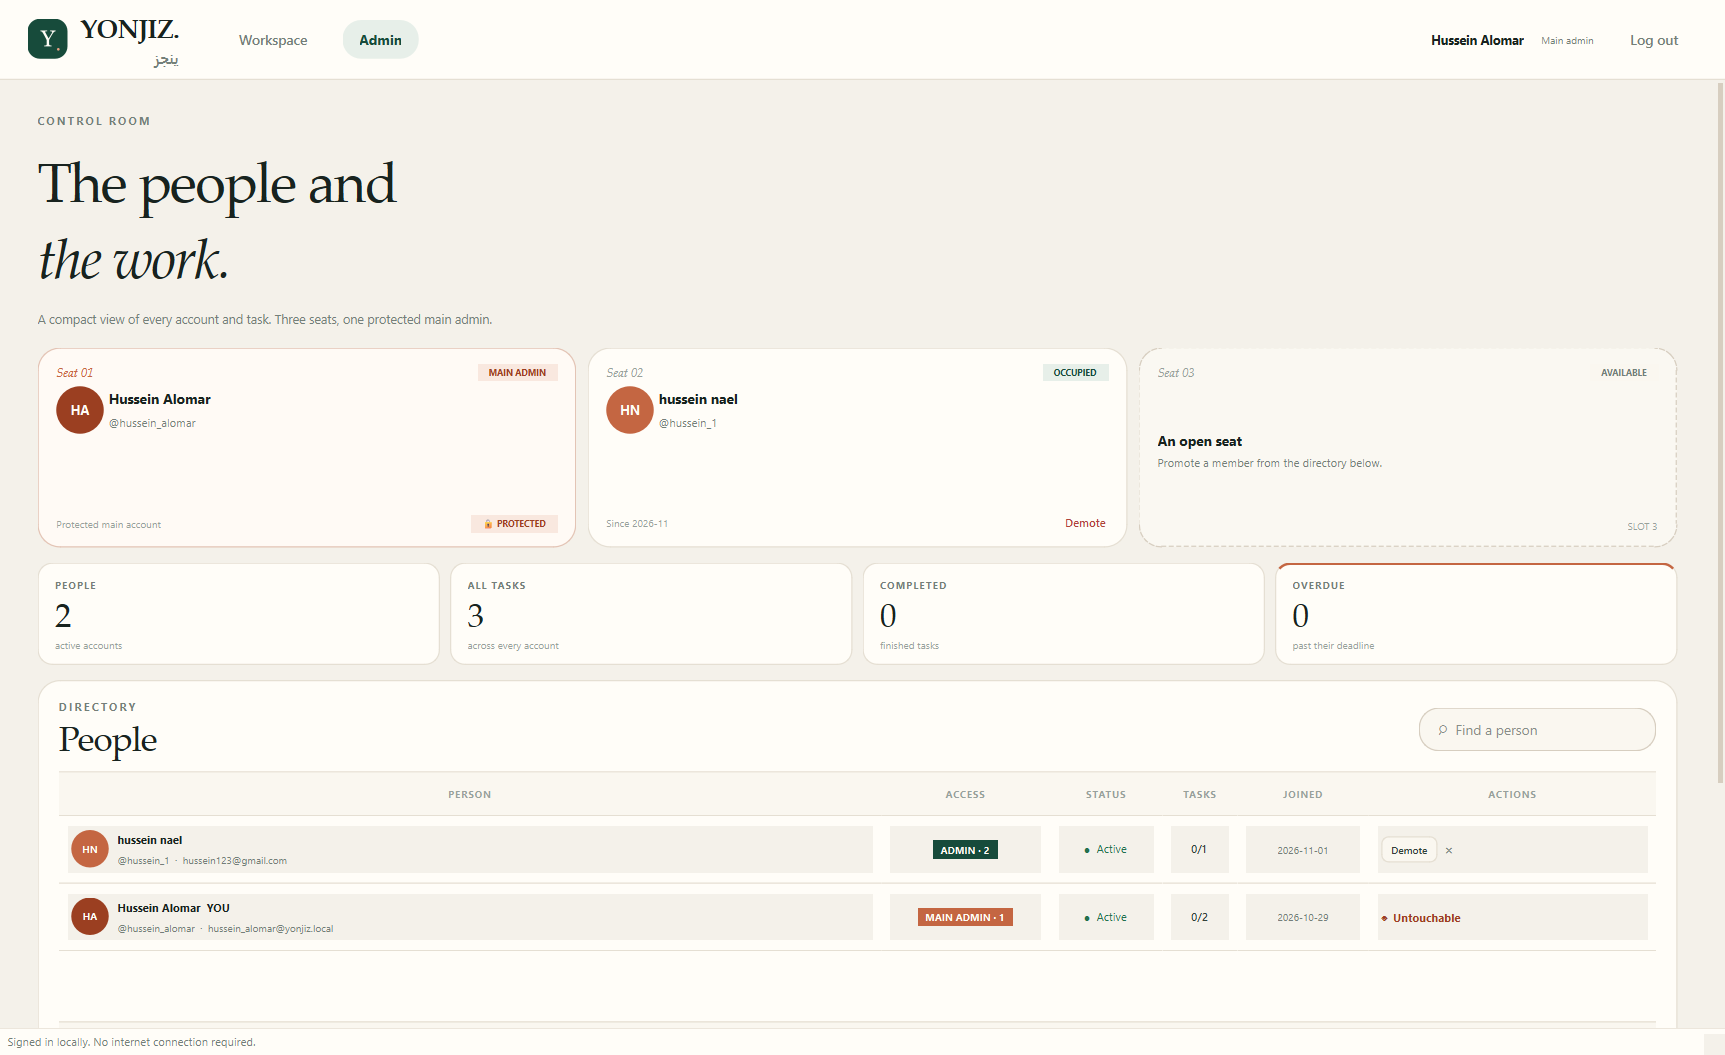 Y.
YONJIZ.
ينجز
Workspace
Admin
Hussein Alomar
Main admin
Log out
CONTROL ROOM
The people and
the work.
A compact view of every account and task. Three seats, one protected main admin.
Seat 01
MAIN ADMIN
HA
Hussein Alomar
@hussein_alomar
Protected main account
PROTECTED
Seat 02
OCCUPIED
HN
hussein nael
@hussein_1
Since 2026-11
Demote
Seat 03
AVAILABLE
An open seat
Promote a member from the directory below.
SLOT 3
PEOPLE
2
active accounts
ALL TASKS
3
across every account
COMPLETED
0
finished tasks
OVERDUE
0
past their deadline
DIRECTORY
People
Find a person
PERSON ACCESS STATUS TASKS JOINED ACTIONS
HN
hussein nael
@hussein_1 · hussein123@gmail.com
ADMIN · 2
● Active
0/1
2026-11-01
Demote ×
HA
Hussein Alomar YOU
@hussein_alomar · hussein_alomar@yonjiz.local
MAIN ADMIN · 1
● Active
0/2
2026-10-29
Untouchable
Signed in locally. No internet connection required.